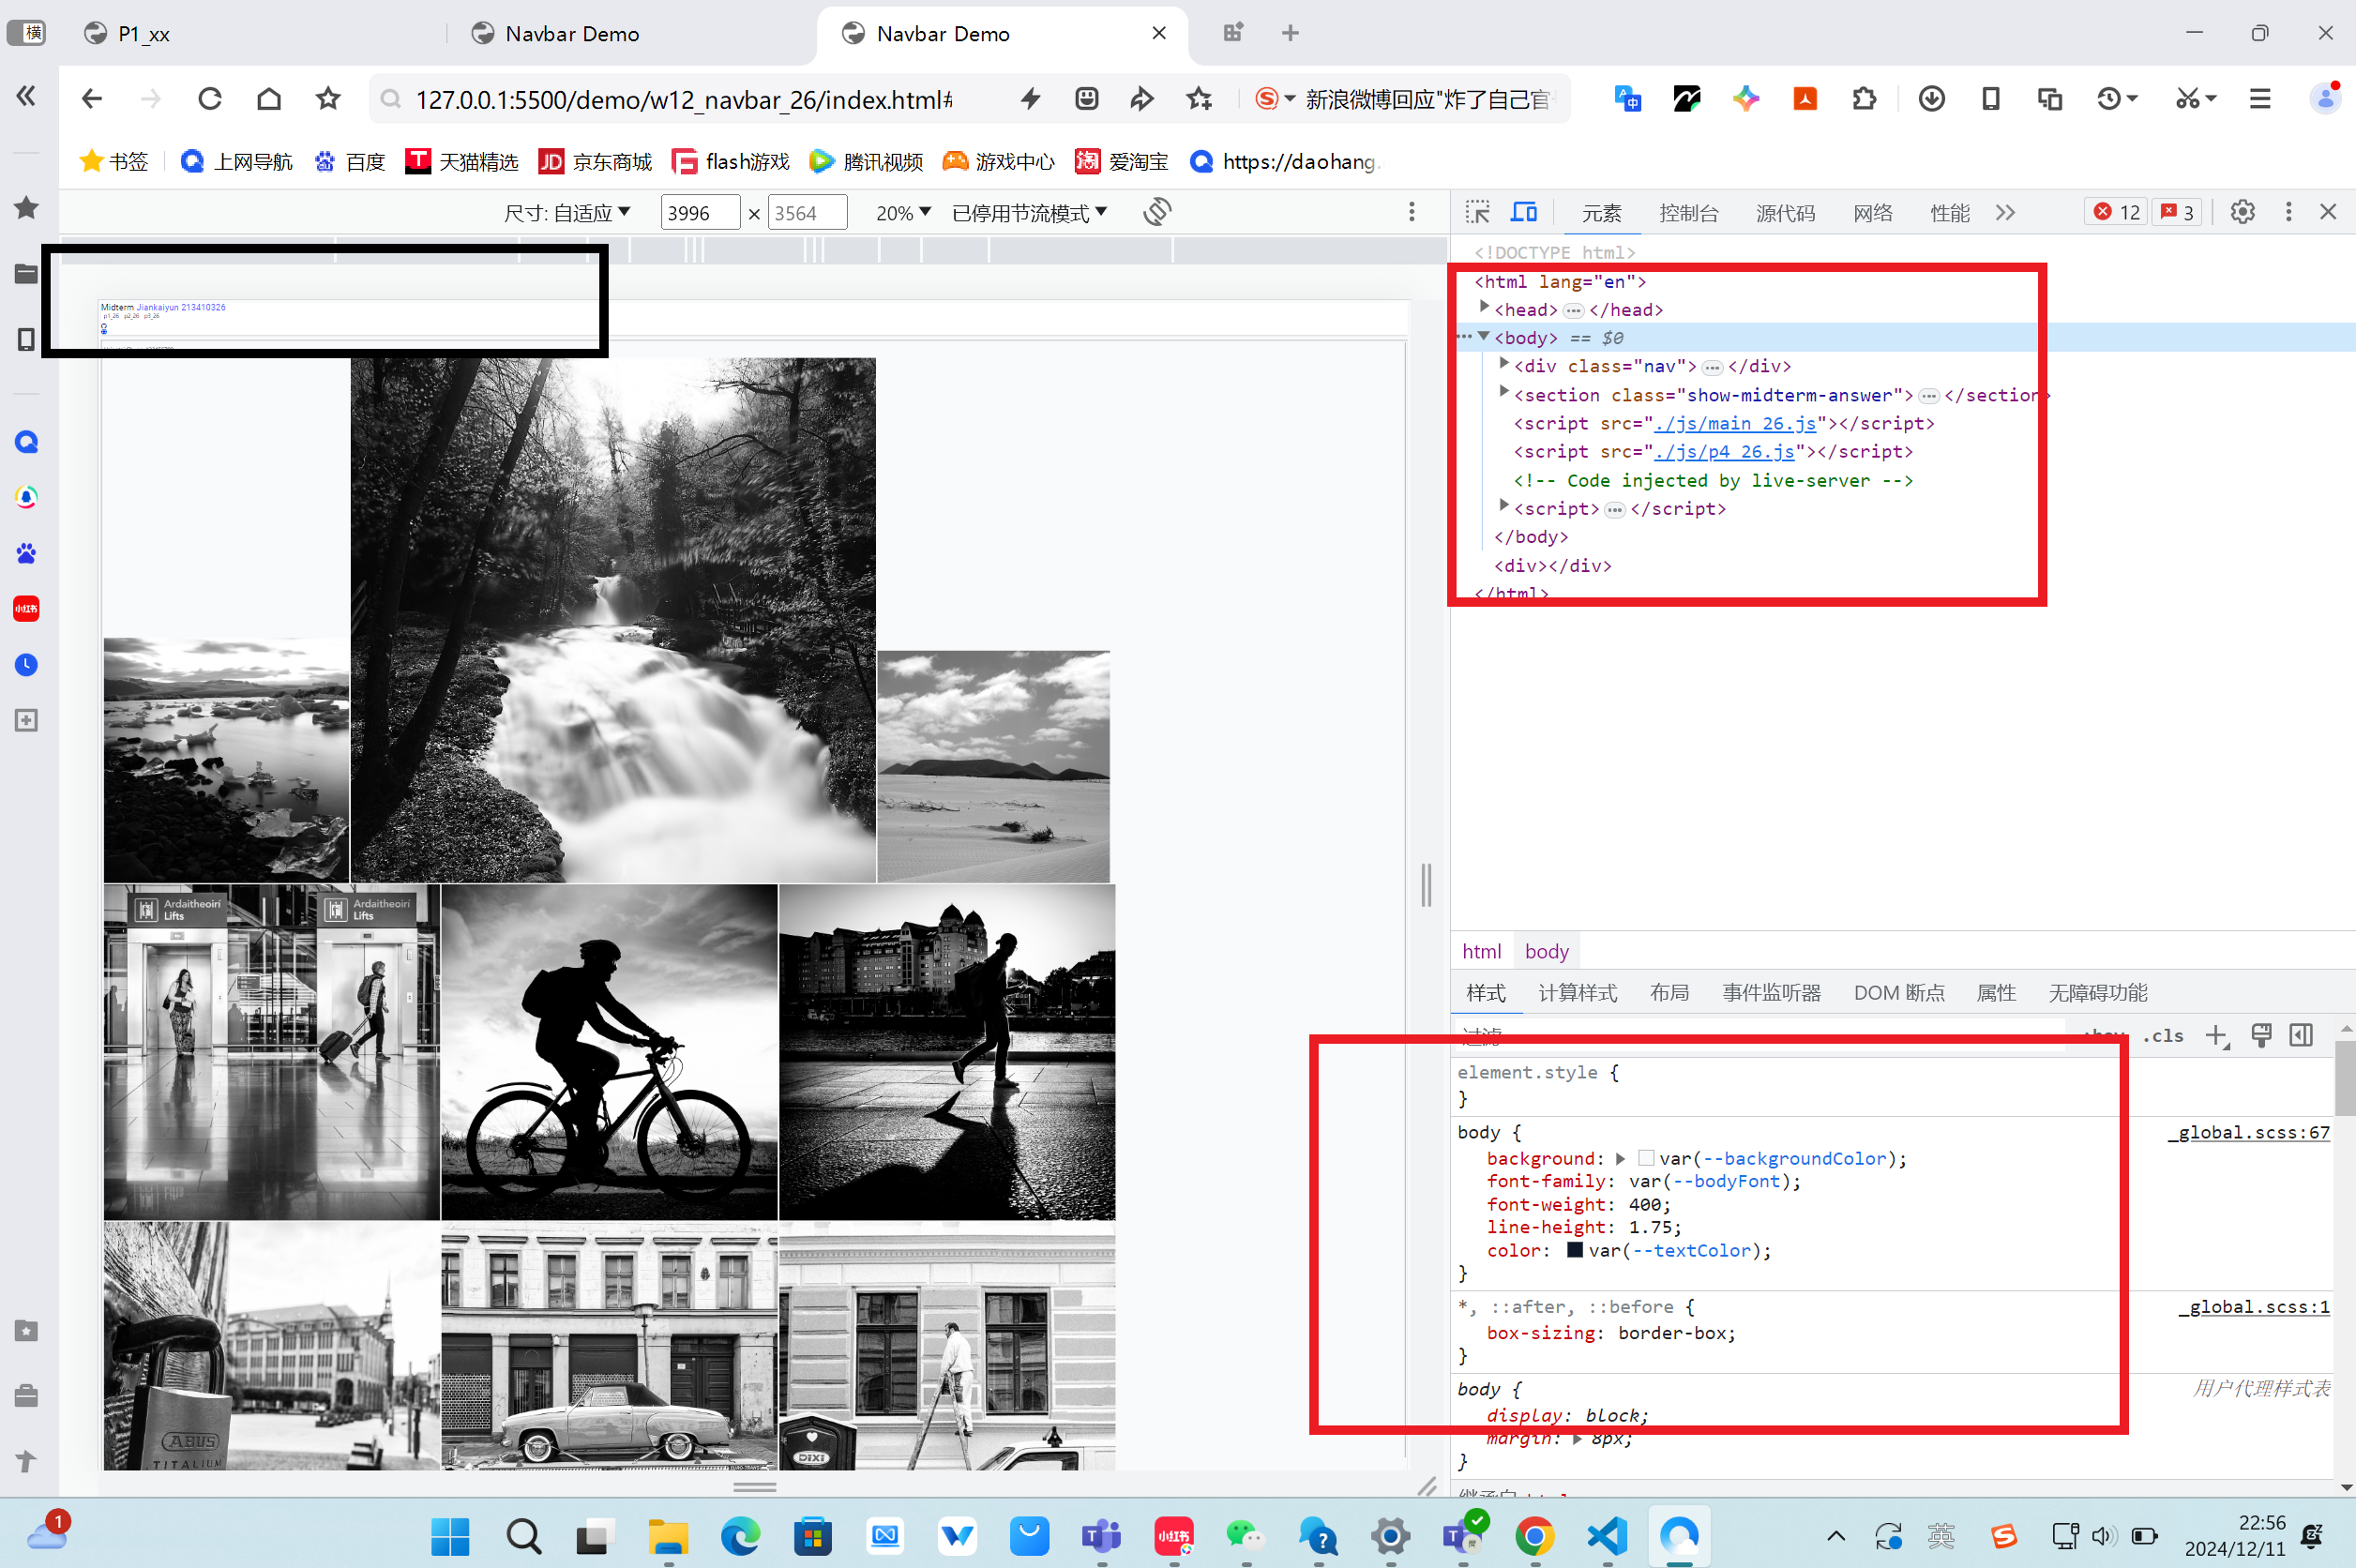 横
P1_xx
Navbar Demo
Navbar Demo
127.0.0.1:5500/demo/w12_navbar_26/index.html#
新浪微博回应"炸了自己官
书签
上网导航
百度
天猫精选
京东商城
flash游戏
腾讯视频
游戏中心
爱淘宝
https://daohang.
尺寸: 自适应
3996 × 3564
20%
已停用节流模式
元素
控制台
源代码
网络
性能
12
3
Midterm Jiankaiyun 213410326
p1_26 p2_26 p3_26
<!DOCTYPE html>
<html lang="en">
<head> ··· </head>
··· <body> == $0
<div class="nav"> ··· </div>
<section class="show-midterm-answer"> ··· </section>
<script src="./js/main_26.js"></script>
<script src="./js/p4_26.js"></script>
<!-- Code injected by live-server -->
<script> ··· </script>
</body>
<div></div>
</html>
Ardaitheoirí
Lifts
Ardaitheoirí
Lifts
ABUS
TITALIUM
DIXI
html
body
样式
计算样式
布局
事件监听器
DOM 断点
属性
无障碍功能
过滤
:hov
.cls
element.style {
}
body {
_global.scss:67
background: var(--backgroundColor);
font-family: var(--bodyFont);
font-weight: 400;
line-height: 1.75;
color: var(--textColor);
}
*, ::after, ::before {
_global.scss:1
box-sizing: border-box;
}
body {
用户代理样式表
display: block;
margin: 8px;
}
继承自 html
小红书
1
小红书
英
22:56
2024/12/11